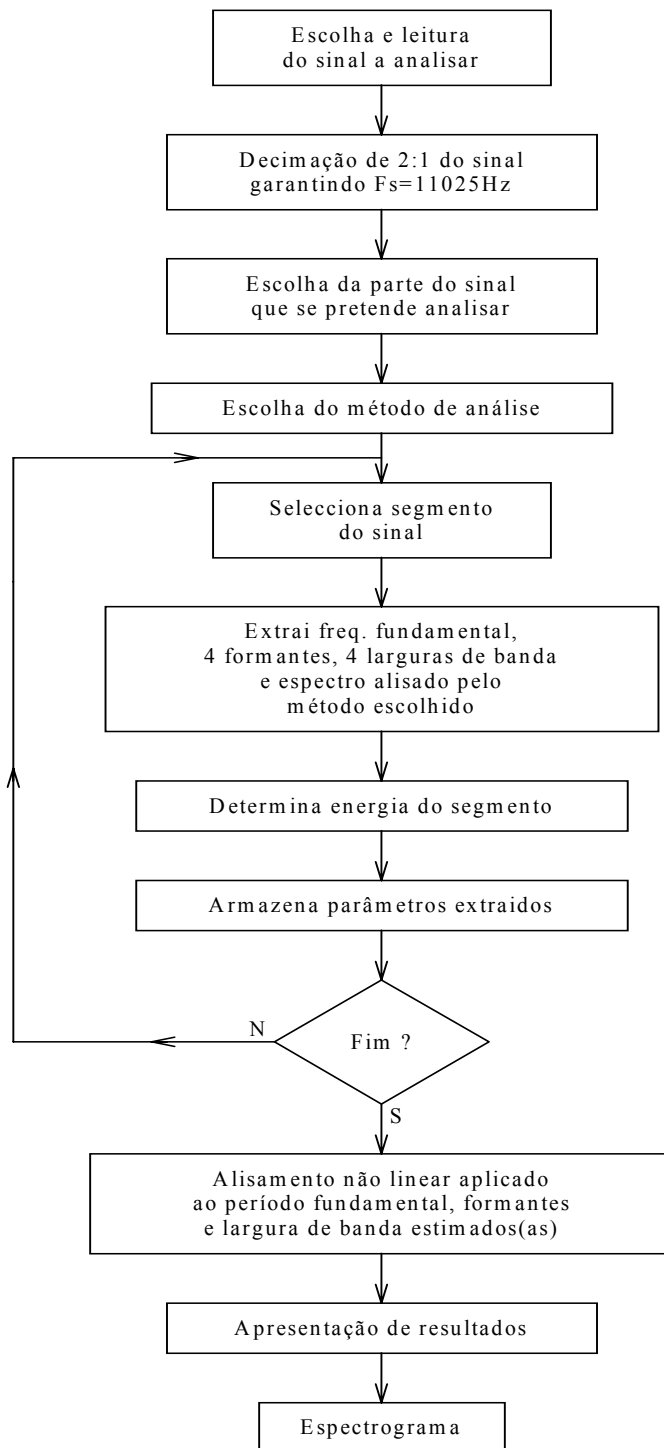 Escolha e leitura
do sinal a analisar
Decimação de 2:1 do sinal
garantindo Fs=11025Hz
Escolha da parte do sinal
que se pretende analisar
Escolha do método de análise
Selecciona segmento
do sinal
Extrai freq. fundamental,
4 formantes, 4 larguras de banda
e espectro alisado pelo
método escolhido
Determina energia do segmento
Armazena parâmetros extraidos
N
Fim ?
S
Alisamento não linear aplicado
ao período fundamental, formantes
e largura de banda estimados(as)
Apresentação de resultados
Espectrograma